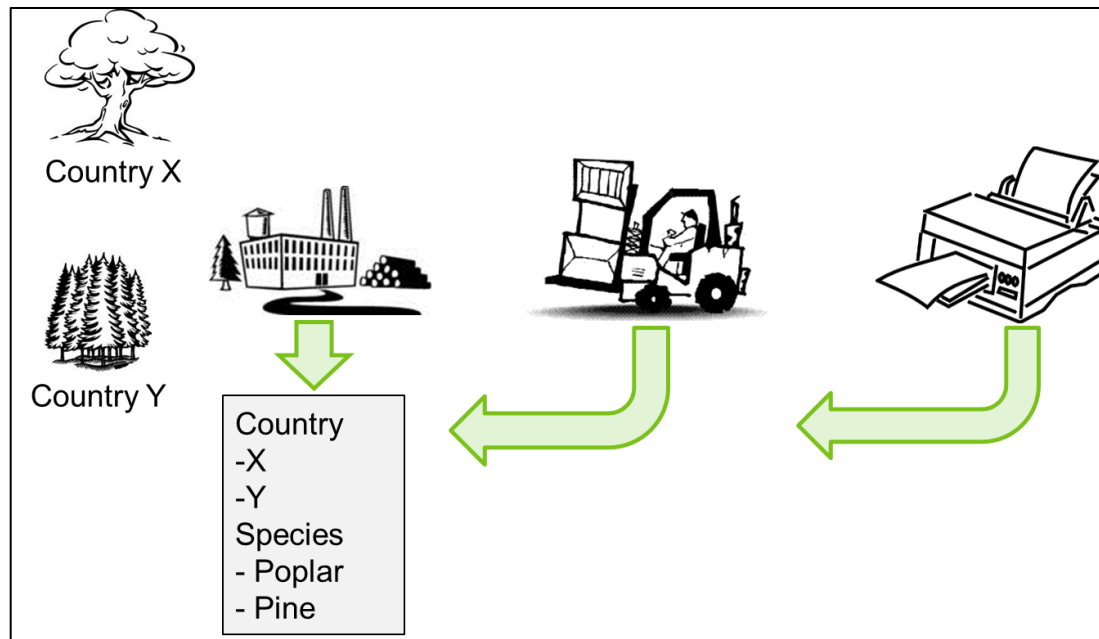 Country X
Country Y
Country
-X
-Y
Species
- Poplar
- Pine